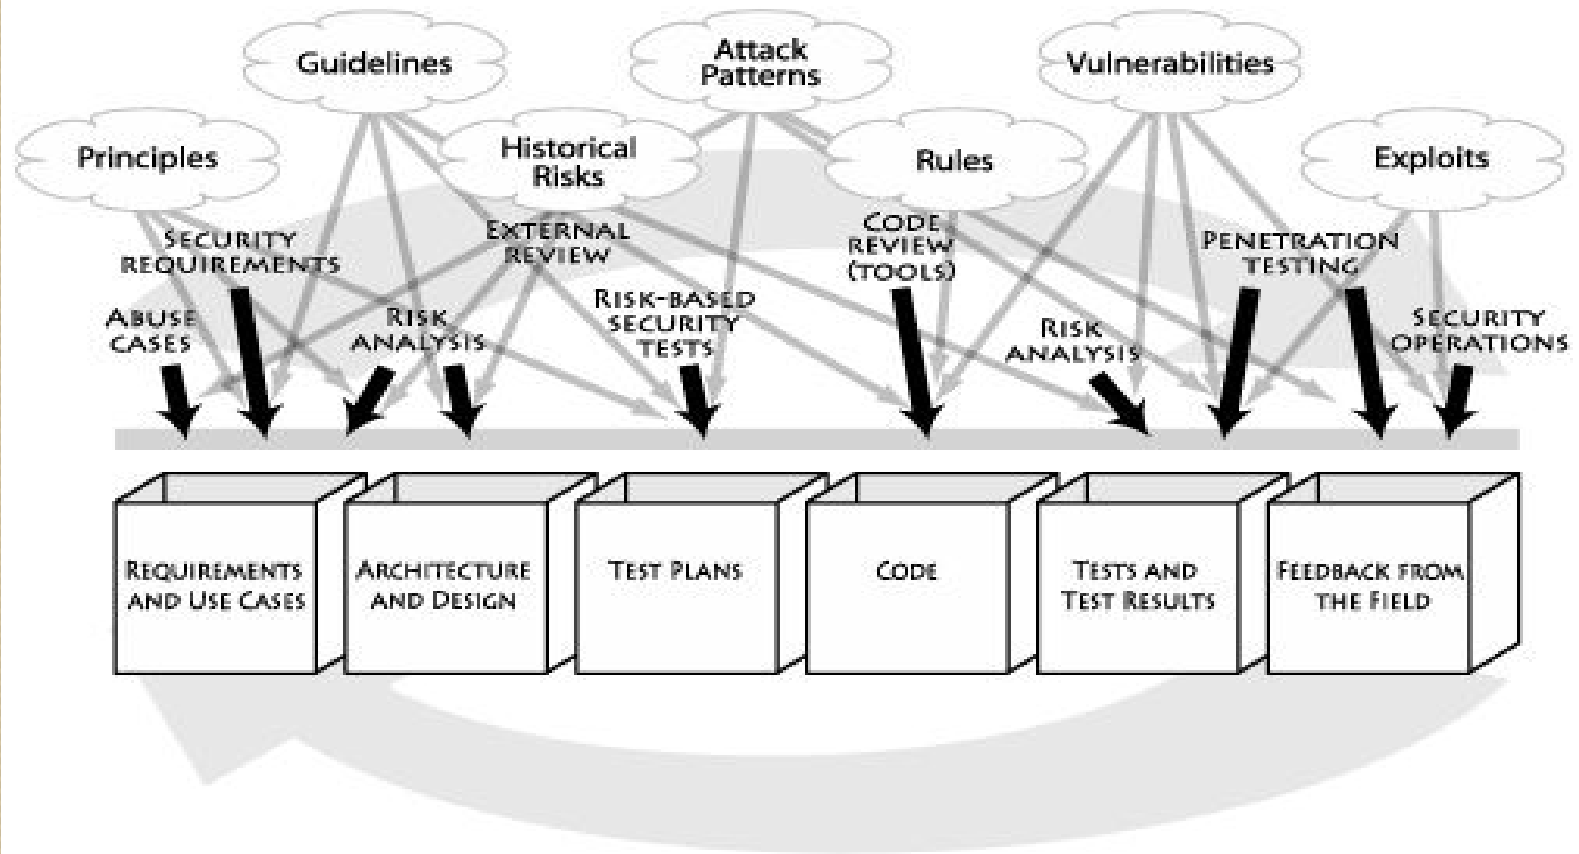 Guidelines
Attack
Patterns
Vulnerabilities
Principles
Historical
Risks
Rules
Exploits
SECURITY
REQUIREMENTS
EXTERNAL
REVIEW
CODE
REVIEW
(TOOLS)
PENETRATION
TESTING
ABUSE
CASES
RISK
ANALYSIS
RISK-BASED
SECURITY
TESTS
RISK
ANALYSIS
SECURITY
OPERATIONS
REQUIREMENTS
AND USE CASES
ARCHITECTURE
AND DESIGN
TEST PLANS
CODE
TESTS AND
TEST RESULTS
FEEDBACK FROM
THE FIELD